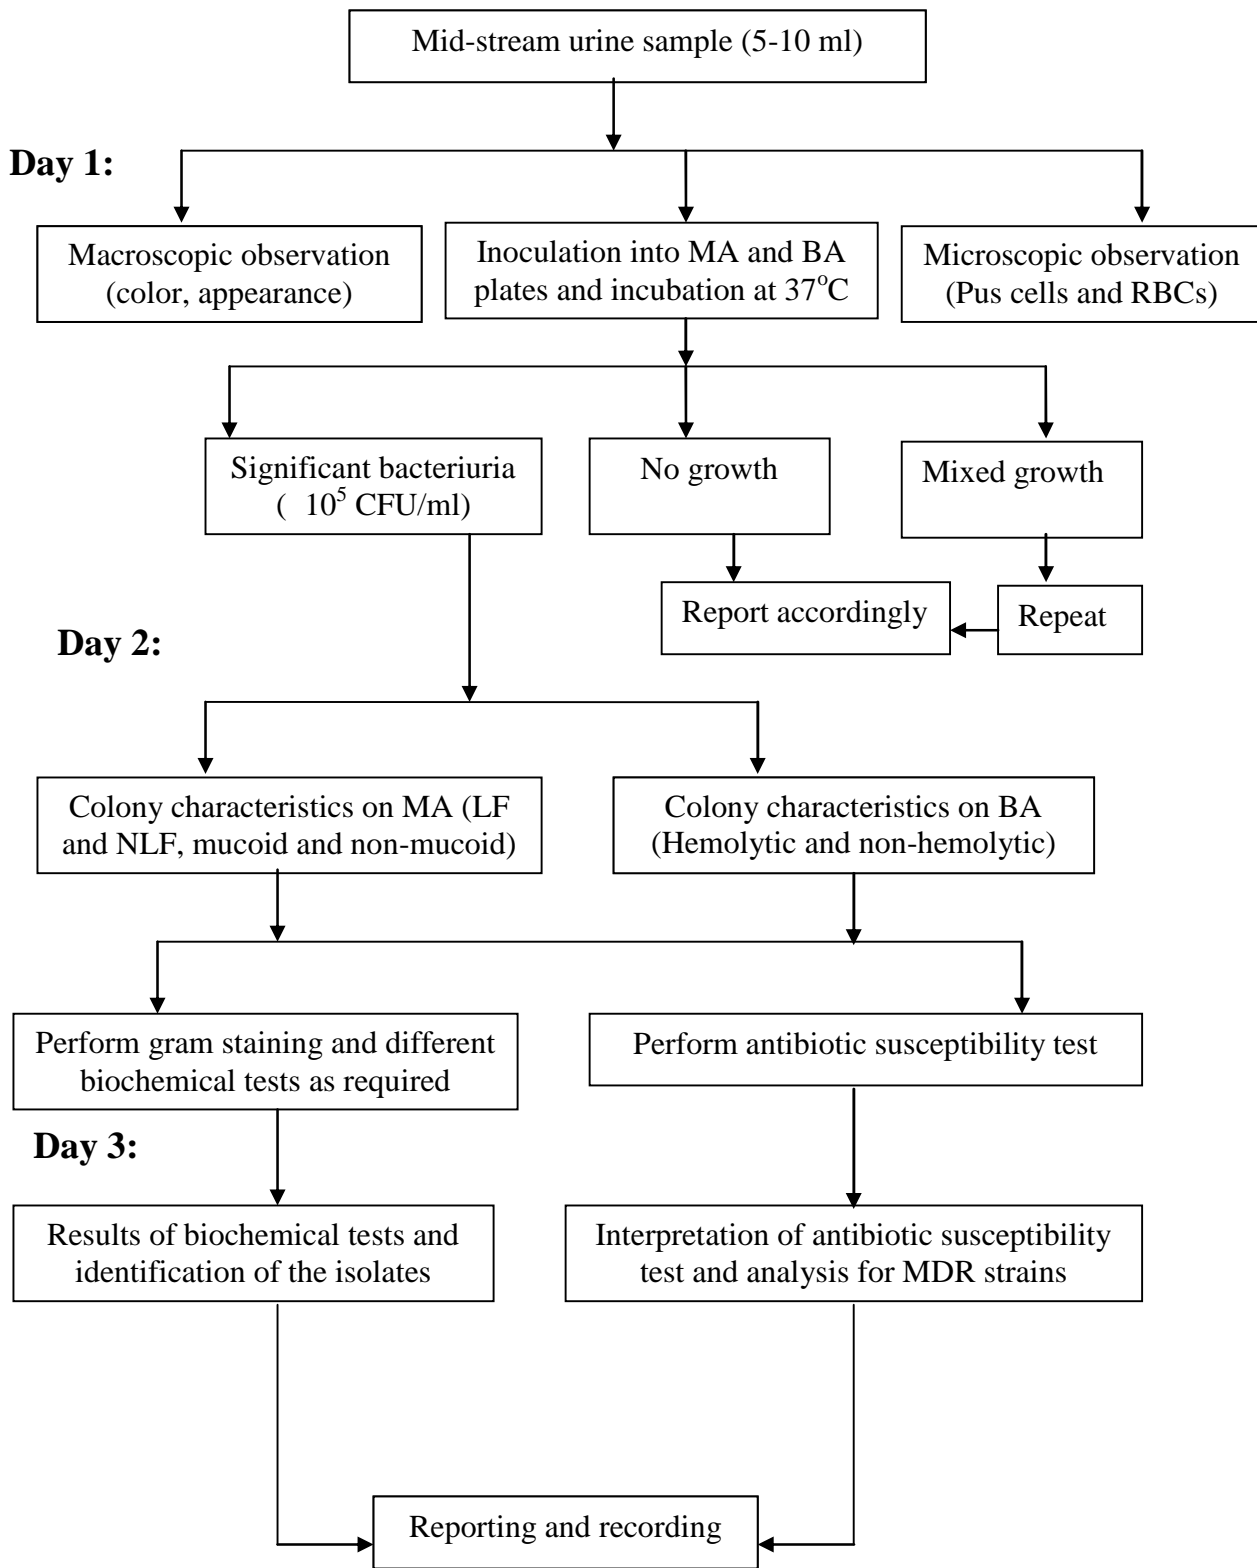 Mid-stream urine sample (5-10 ml)
Day 1:
Macroscopic observation
(color, appearance)
Inoculation into MA and BA
plates and incubation at 37°C
Microscopic observation
(Pus cells and RBCs)
Significant bacteriuria
( 10⁵ CFU/ml)
No growth
Mixed growth
Report accordingly
Repeat
Day 2:
Colony characteristics on MA (LF
and NLF, mucoid and non-mucoid)
Colony characteristics on BA
(Hemolytic and non-hemolytic)
Perform gram staining and different
biochemical tests as required
Perform antibiotic susceptibility test
Day 3:
Results of biochemical tests and
identification of the isolates
Interpretation of antibiotic susceptibility
test and analysis for MDR strains
Reporting and recording